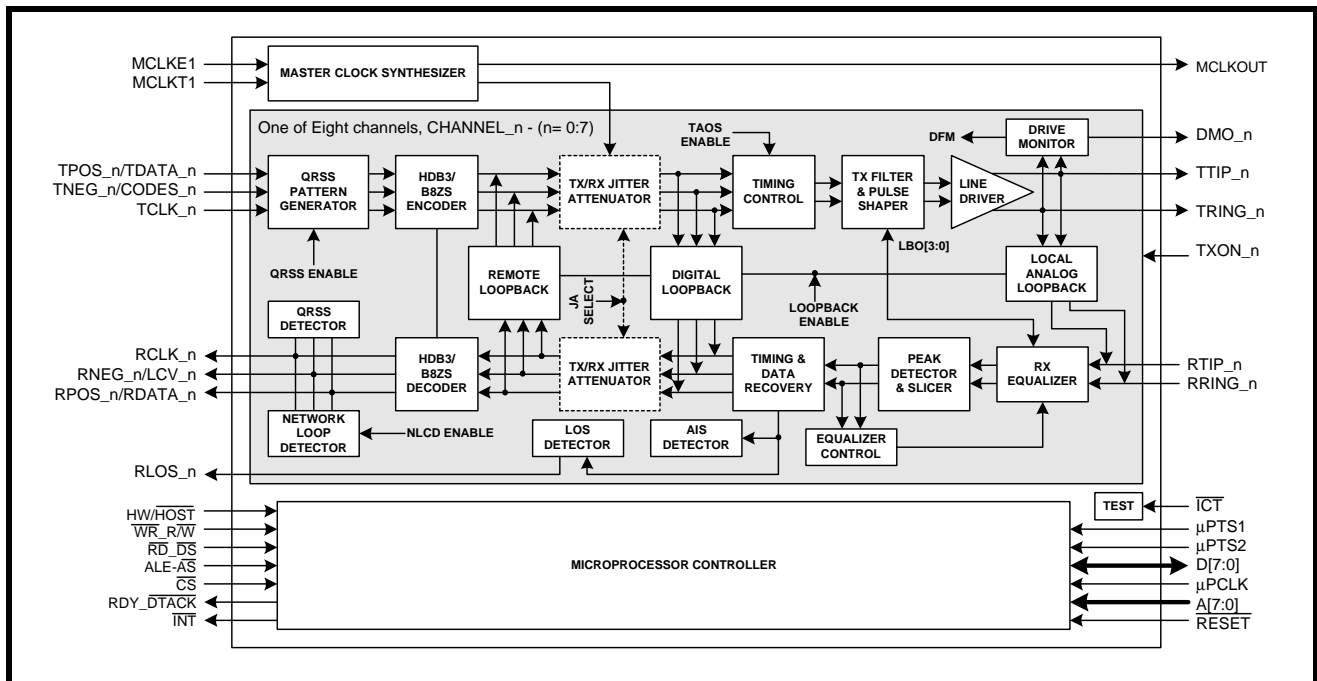 MCLKE1
MCLKT1
MASTER CLOCK SYNTHESIZER
MCLKOUT
One of Eight channels, CHANNEL_n - (n= 0:7)
TAOS
ENABLE
DFM
DRIVE
MONITOR
DMO_n
TPOS_n/TDATA_n
TNEG_n/CODES_n
TCLK_n
QRSS
PATTERN
GENERATOR
HDB3/
B8ZS
ENCODER
TX/RX JITTER
ATTENUATOR
TIMING
CONTROL
TX FILTER
& PULSE
SHAPER
LINE
DRIVER
TTIP_n
TRING_n
TXON_n
QRSS ENABLE
REMOTE
LOOPBACK
JA
SELECT
DIGITAL
LOOPBACK
LOOPBACK
ENABLE
LBO[3:0]
LOCAL
ANALOG
LOOPBACK
QRSS
DETECTOR
RCLK_n
RNEG_n/LCV_n
RPOS_n/RDATA_n
HDB3/
B8ZS
DECODER
TX/RX JITTER
ATTENUATOR
TIMING &
DATA
RECOVERY
PEAK
DETECTOR
& SLICER
RX
EQUALIZER
RTIP_n
RRING_n
NETWORK
LOOP
DETECTOR
NLCD ENABLE
LOS
DETECTOR
AIS
DETECTOR
EQUALIZER
CONTROL
RLOS_n
HW/HOST
WR_R/W
RD_DS
ALE-AS
CS
RDY_DTACK
INT
MICROPROCESSOR CONTROLLER
TEST
ICT
µPTS1
µPTS2
D[7:0]
µPCLK
A[7:0]
RESET